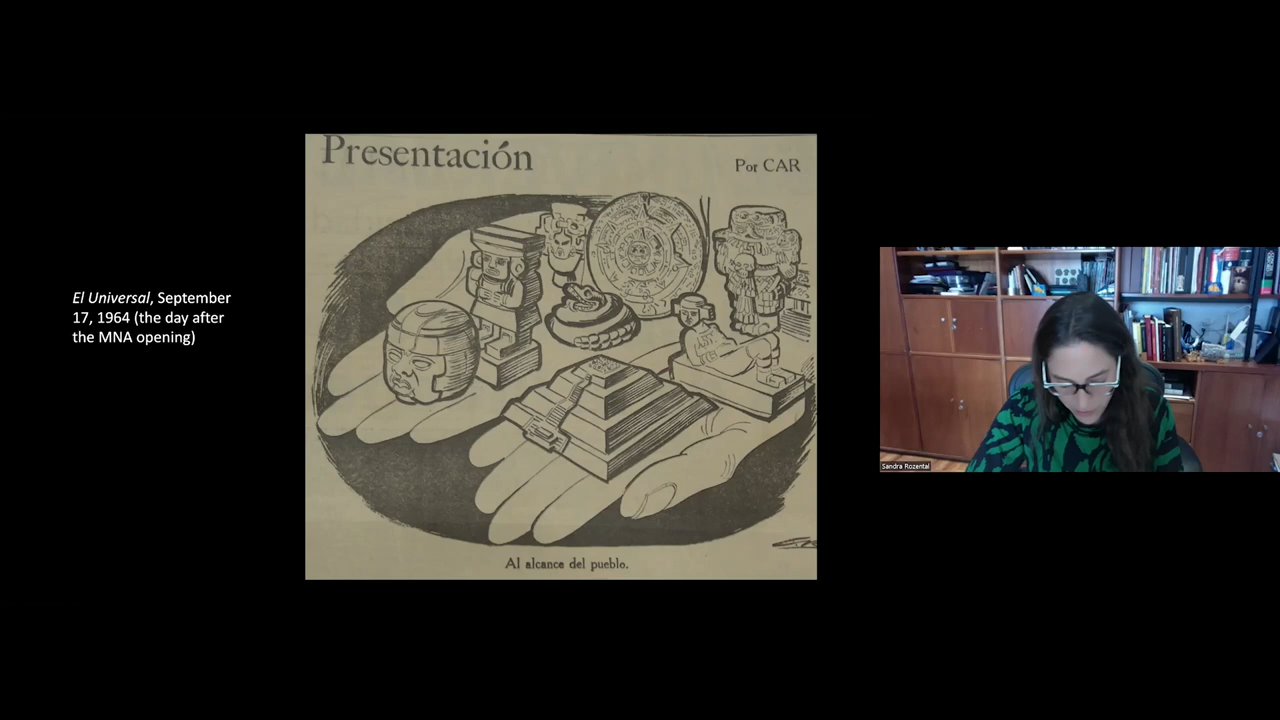 El Universal, September
17, 1964 (the day after
the MNA opening)
Presentación
Por CAR
Al alcance del pueblo.
Sandra Rozental